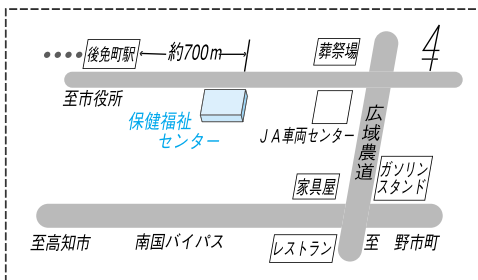 後免町駅
約700m
葬祭場
至市役所
保健福祉
センター
JA車両センター
広域農道
ガソリン
スタンド
家具屋
至高知市
南国バイパス
レストラン
至 野市町